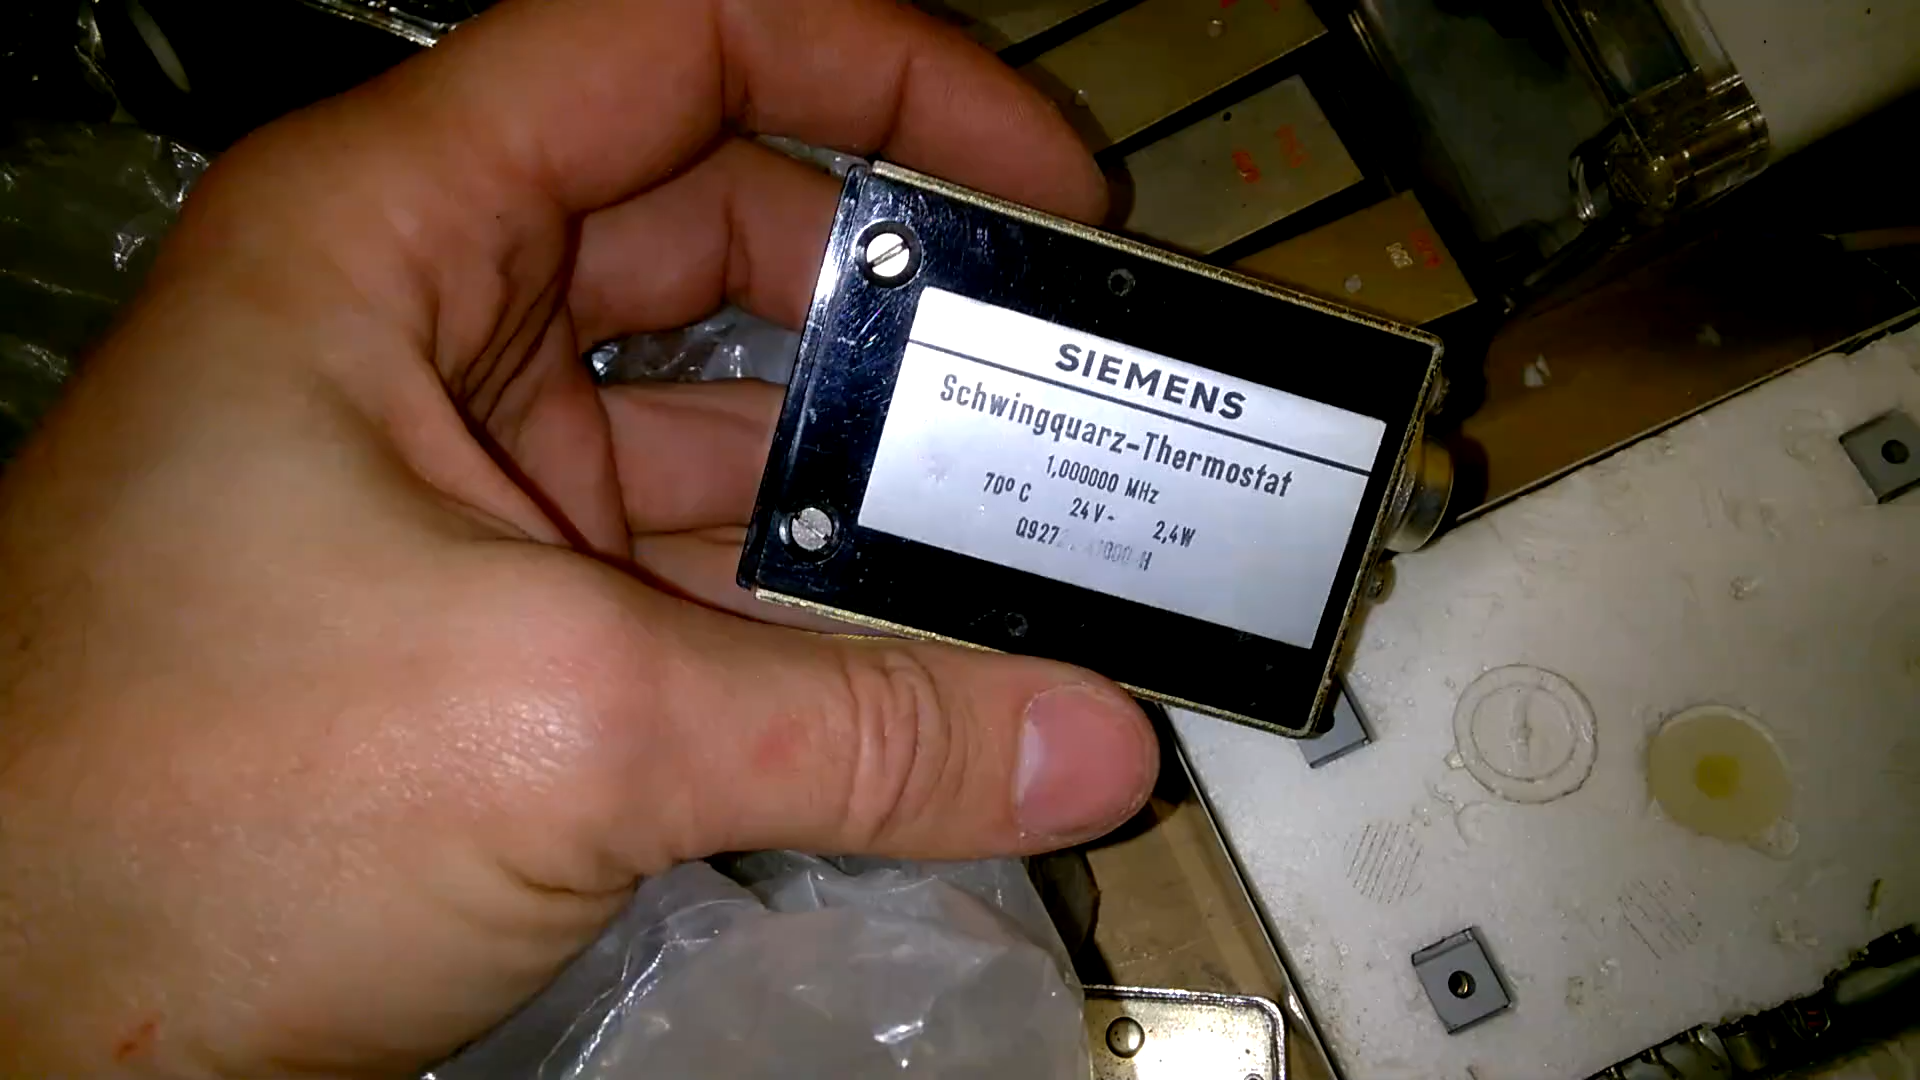 SIEMENS
Schwingquarz-Thermostat
1,000000 MHz
70° C 24V- 2,4W